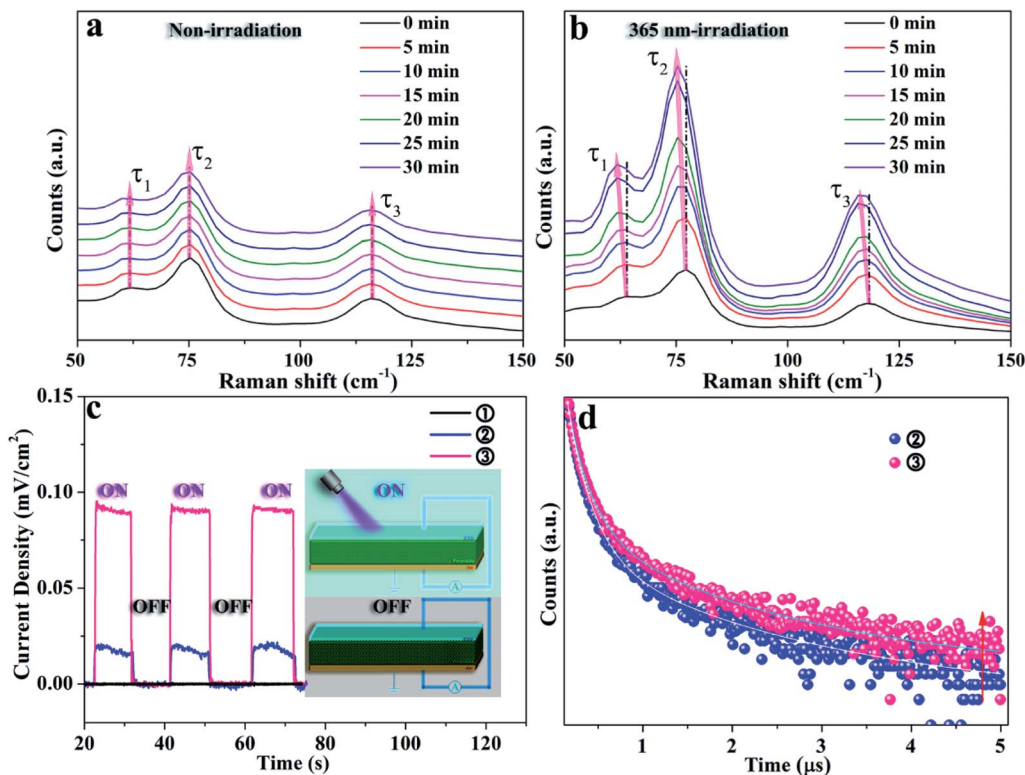 a
Non-irradiation
0 min
5 min
10 min
15 min
20 min
25 min
30 min
τ1
τ2
τ3
Counts (a.u.)
50 75 100 125 150
Raman shift (cm-1)
b
365 nm-irradiation
0 min
5 min
10 min
15 min
20 min
25 min
30 min
τ1
τ2
τ3
Counts (a.u.)
50 75 100 125 150
Raman shift (cm-1)
c
①
②
③
0.15
0.10
0.05
0.00
Current Density (mV/cm2)
ON ON ON
OFF OFF
ON
A
OFF
A
20 40 60 80 100 120
Time (s)
d
②
③
Counts (a.u.)
1 2 3 4 5
Time (μs)